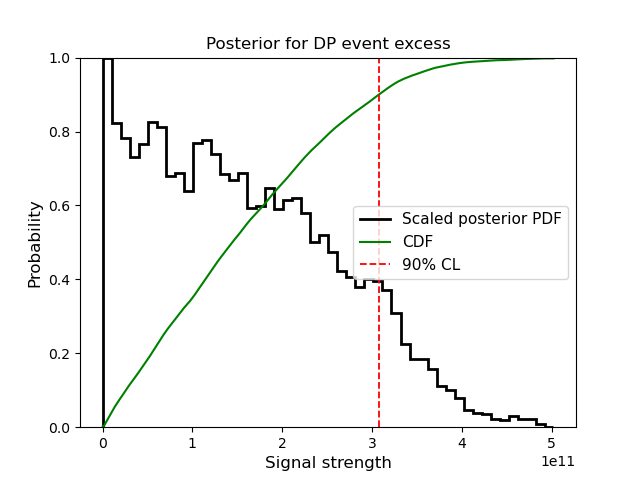 Posterior for DP event excess
Probability
1.0
0.8
0.6
0.4
0.2
0.0
Scaled posterior PDF
CDF
90% CL
0 1 2 3 4 5
1e11
Signal strength